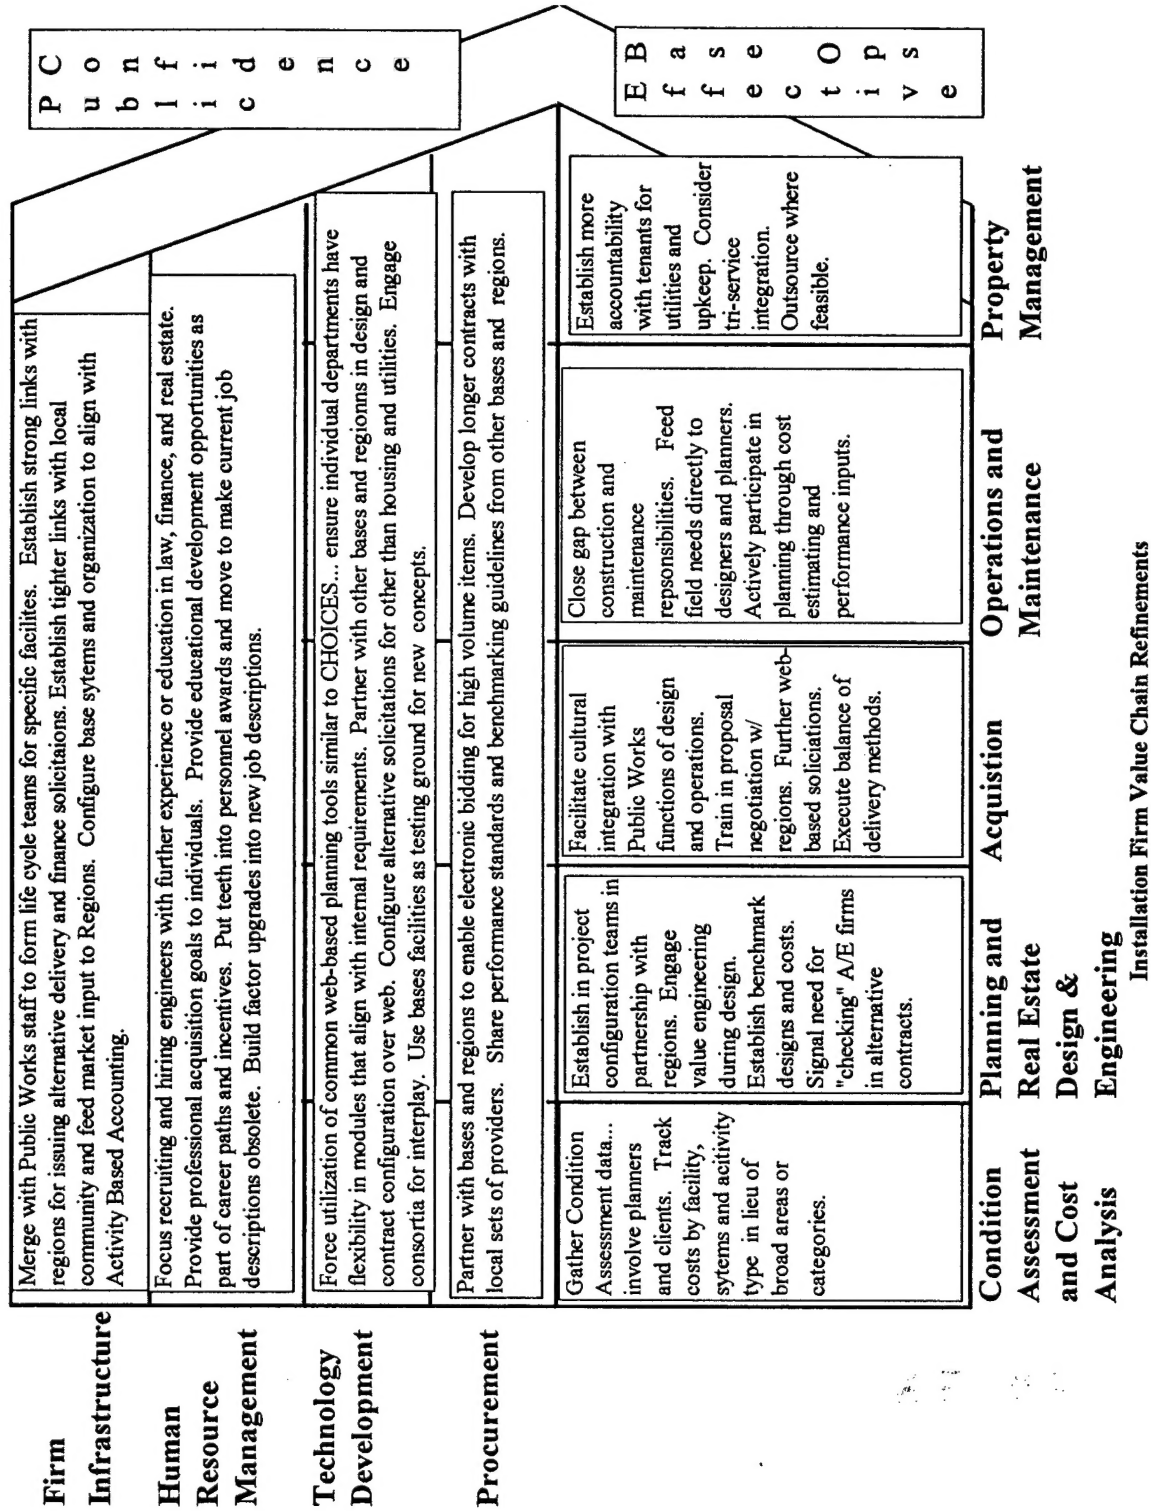 Firm
Infrastructure
Merge with Public Works staff to form life cycle teams for specific facilites. Establish strong links with
regions for issuing alternative delivery and finance solicitaions. Establish tighter links with local
community and feed market input to Regions. Configure base sytems and organization to align with
Activity Based Accounting.
Human
Resource
Management
Focus recruiting and hiring engineers with further experience or education in law, finance, and real estate.
Provide professional acquisition goals to individuals. Provide educational development opportunities as
part of career paths and incentives. Put teeth into personnel awards and move to make current job
descriptions obsolete. Build factor upgrades into new job descriptions.
Technology
Development
Force utilization of common web-based planning tools similar to CHOICES... ensure individual departments have
flexibility in modules that align with internal requirements. Partner with other bases and regionns in design and
contract configuration over web. Configure alternative solicitations for other than housing and utilities. Engage
consortia for interplay. Use bases facilities as testing ground for new concepts.
Procurement
Partner with bases and regions to enable electronic bidding for high volume items. Develop longer contracts with
local sets of providers. Share performance standards and benchmarking guidelines from other bases and regions.
P C
u o
b n
l f
i i
c d
e
n
c
e
Gather Condition
Assessment data...
involve planners
and clients. Track
costs by facility,
sytems and acitivity
type in lieu of
broad areas or
categories.
Establish in project
configuration teams in
partnership with
regions. Engage
value engineering
during design.
Establish benchmark
designs and costs.
Signal need for
"checking" A/E firms
in alternative
contracts.
Facilitate cultural
integration with
Public Works
functions of design
and operations.
Train in proposal
negotiation w/
regions. Further web-
based soliciations.
Execute balance of
delivery methods.
Close gap between
construction and
maintenance
repsonsibilities. Feed
field needs directly to
designers and planners.
Actively participate in
planning through cost
estimating and
performance inputs.
Establish more
accountability
with tenants for
utilities and
upkeep. Consider
tri-service
integration.
Outsource where
feasible.
E B
f a
f s
e e
c
t O
i p
v s
e
Condition
Assessment
and Cost
Analysis
Planning and
Real Estate
Design &
Engineering
Acquistion
Operations and
Maintenance
Property
Management
Installation Firm Value Chain Refinements